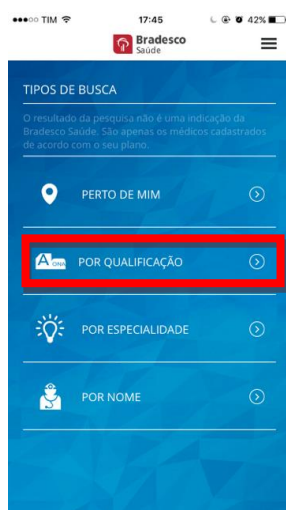 TIM 17:45 42%
Bradesco
Saúde
TIPOS DE BUSCA
O resultado da pesquisa não é uma indicação da
Bradesco Saúde. São apenas os médicos cadastrados
de acordo com o seu plano.
PERTO DE MIM
A ONA POR QUALIFICAÇÃO
POR ESPECIALIDADE
POR NOME